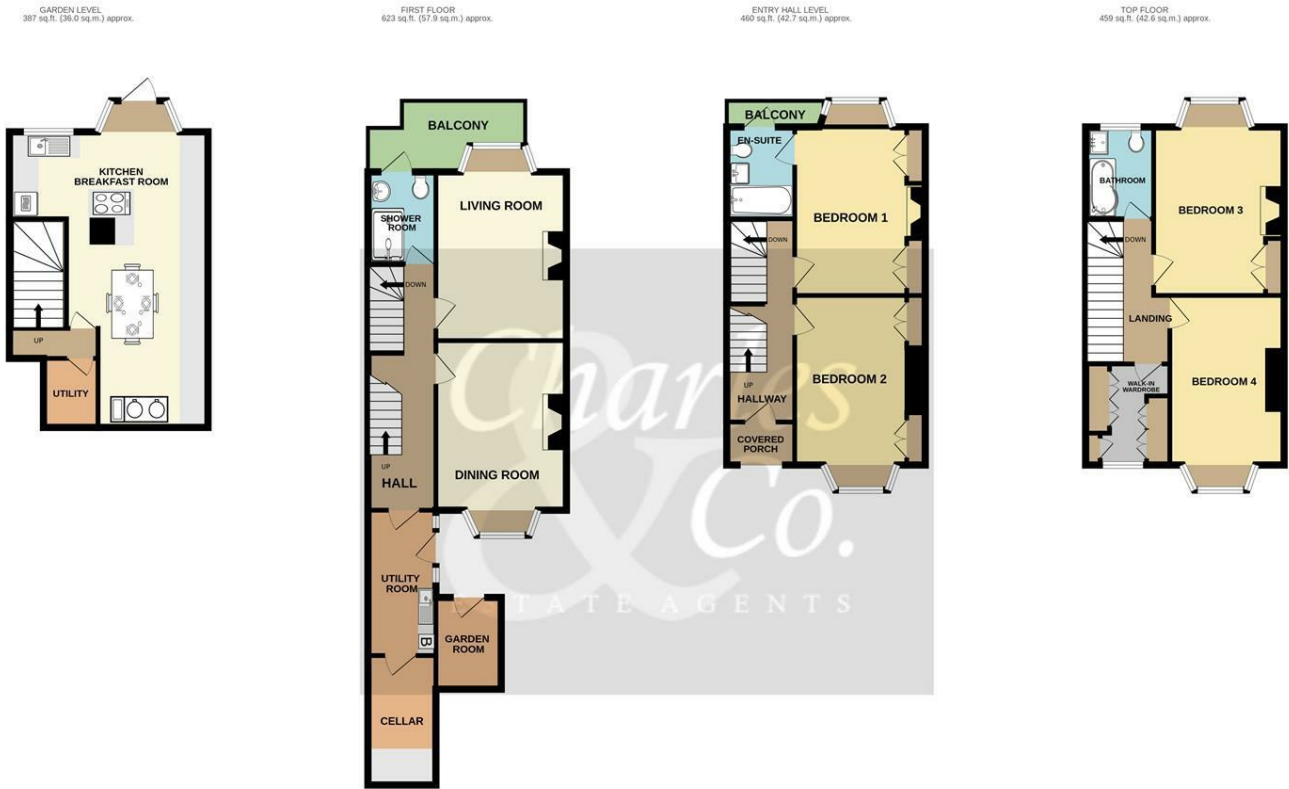 GARDEN LEVEL
387 sq.ft. (36.0 sq.m.) approx.
KITCHEN
BREAKFAST ROOM
UP
UTILITY
FIRST FLOOR
623 sq.ft. (57.9 sq.m.) approx.
BALCONY
LIVING ROOM
SHOWER
ROOM
DOWN
UP
HALL
DINING ROOM
UTILITY
ROOM
B
GARDEN
ROOM
CELLAR
ENTRY HALL LEVEL
460 sq.ft. (42.7 sq.m.) approx.
BALCONY
EN-SUITE
BEDROOM 1
DOWN
BEDROOM 2
UP
HALLWAY
COVERED
PORCH
TOP FLOOR
459 sq.ft. (42.6 sq.m.) approx.
BATHROOM
BEDROOM 3
DOWN
LANDING
WALK-IN
WARDROBE
BEDROOM 4
Charles
& Co.
ESTATE AGENTS